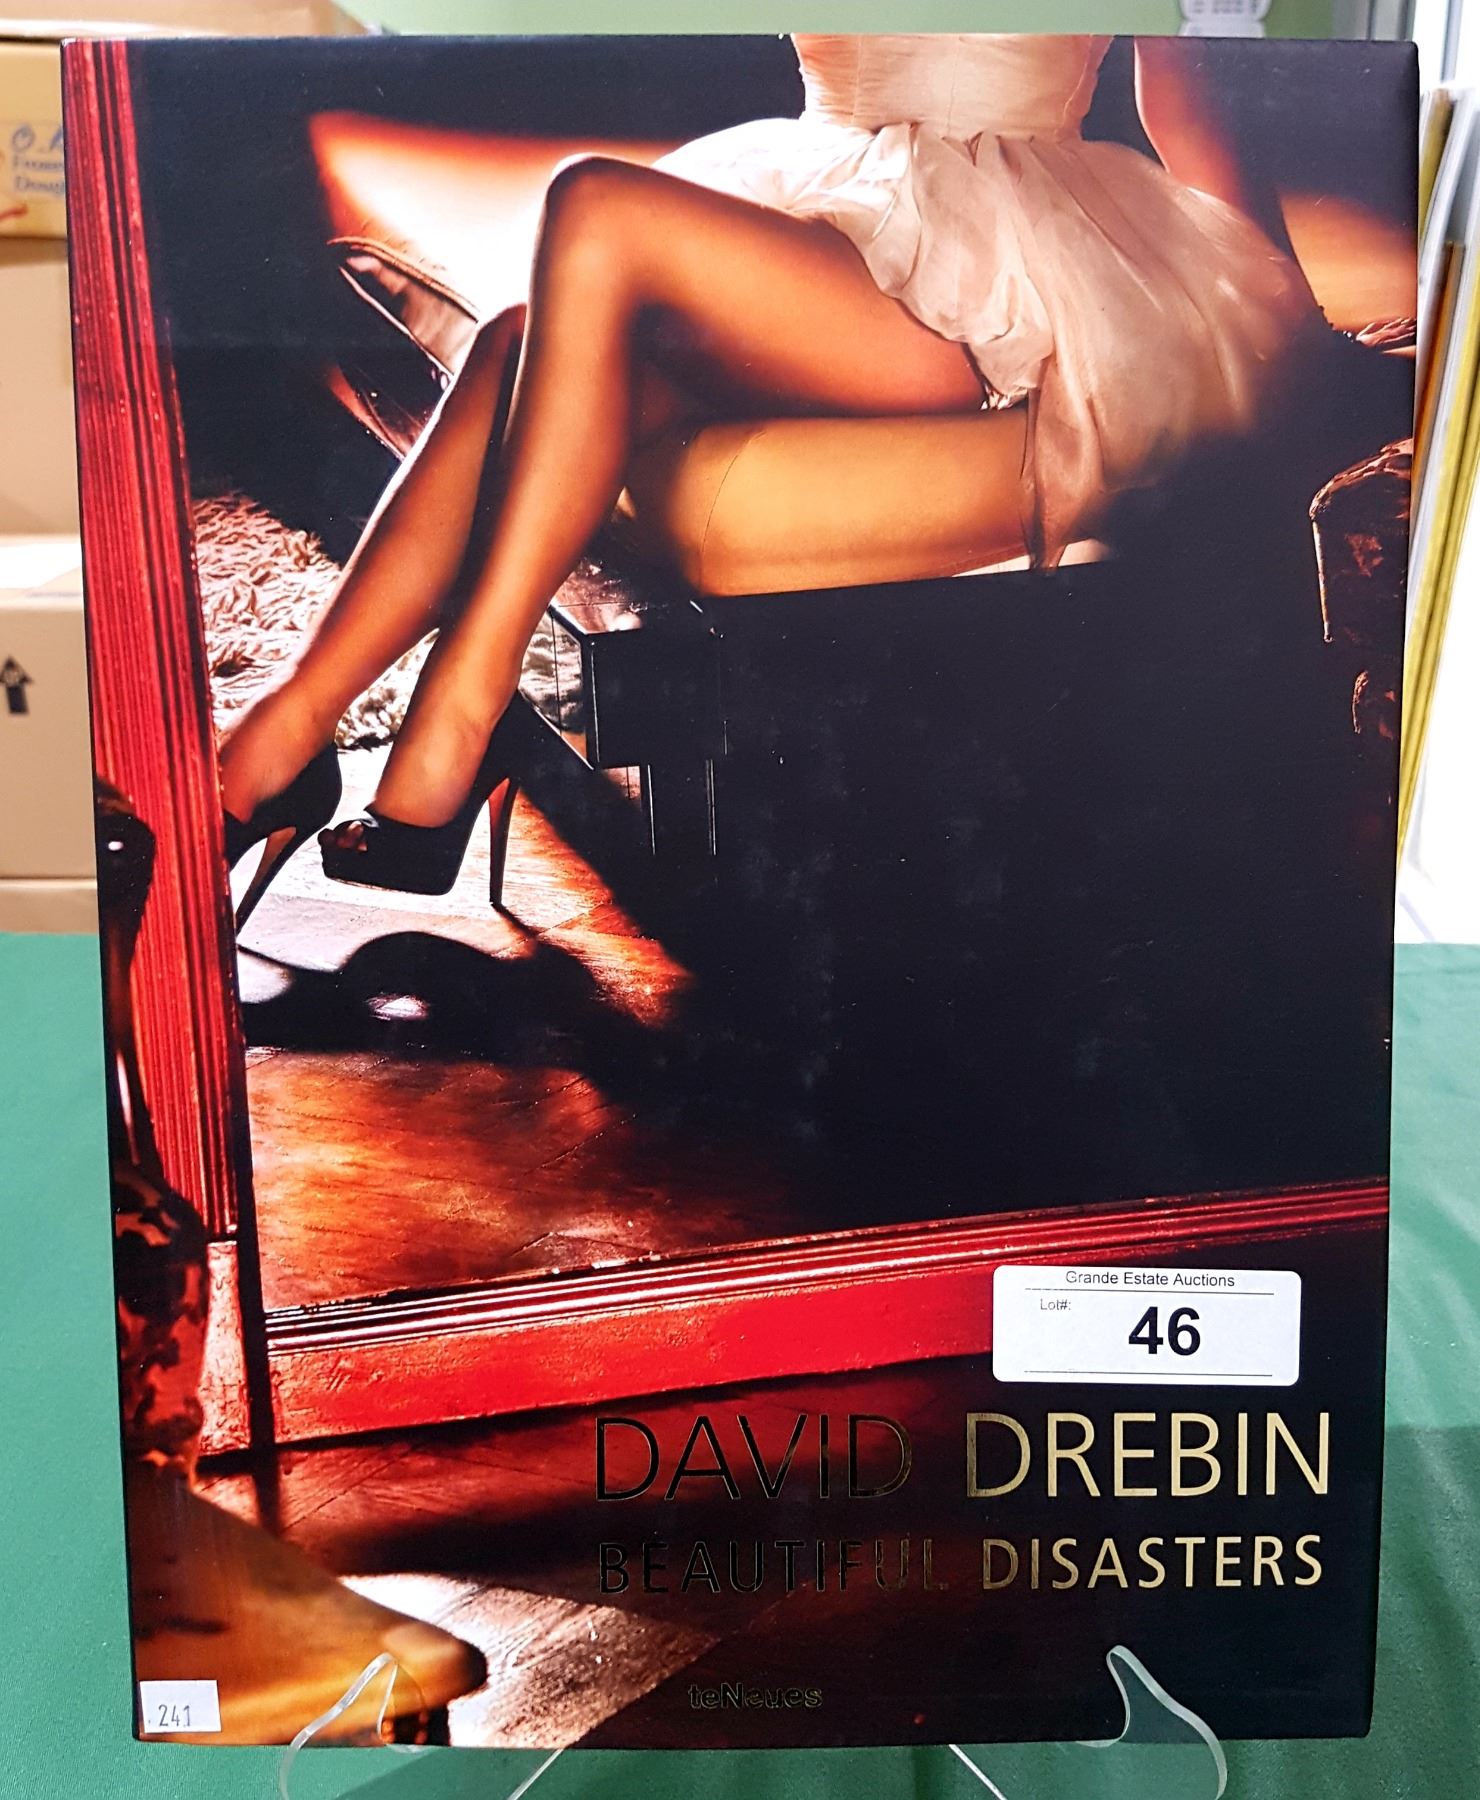 Grande Estate Auctions
Lot#:
46
DAVID DREBIN
BEAUTIFUL DISASTERS
teNeues
241